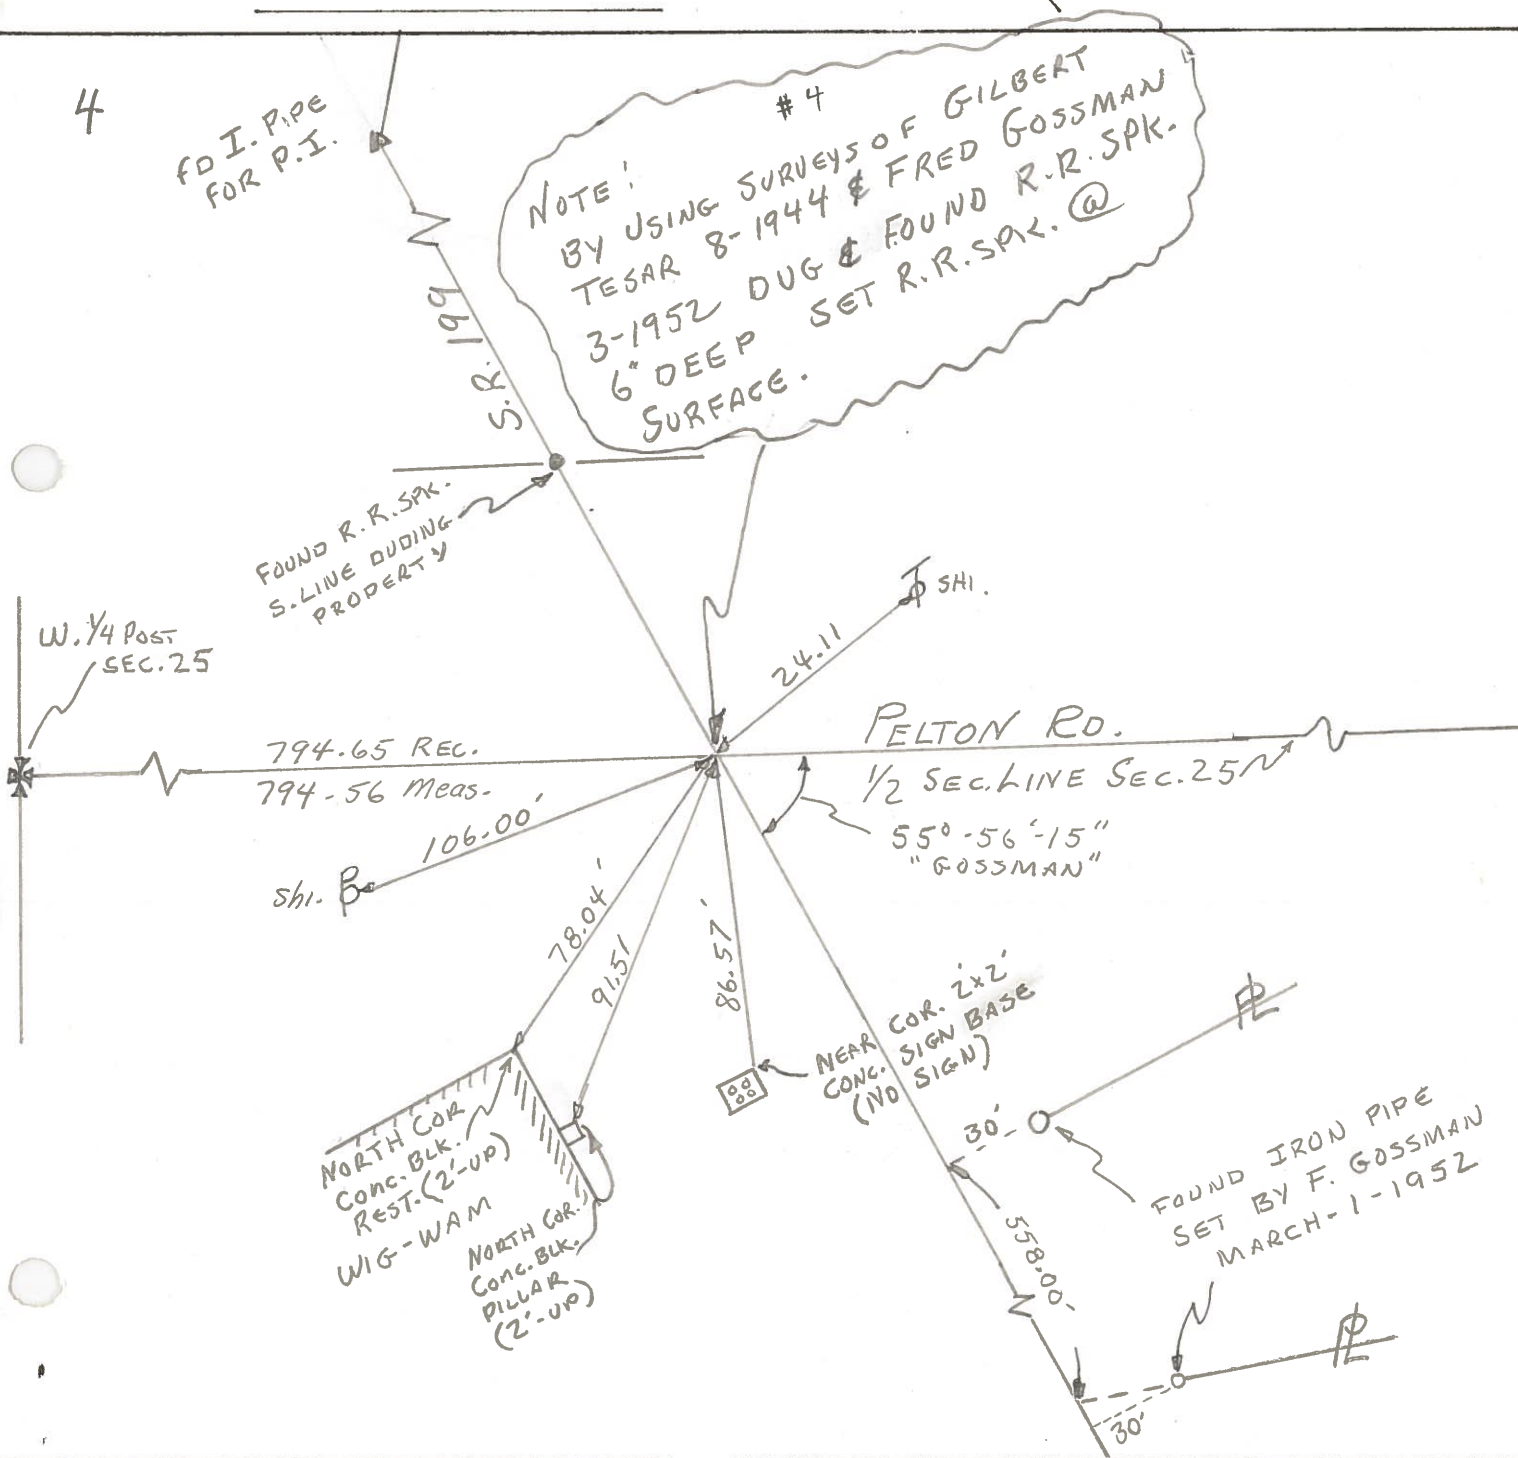 4
FD I. PIPE
FOR P.I.
# 4
NOTE!
BY USING SURVEYS OF GILBERT
TESAR 8-1944 & FRED GOSSMAN
3-1952 DUG & FOUND R.R. SPK.
6" DEEP SET R.R. SPK. @
SURFACE.
S.R. 199
FOUND R.R. SPK.
S. LINE DUDING
PROPERTY
SHI.
24.11
W. 1/4 POST
SEC. 25
794.65 REC.
794.56 Meas.
PELTON RD.
1/2 SEC. LINE SEC. 25
106.00'
Shi.
55°-56'-15"
"GOSSMAN"
78.04'
91.51
86.57'
NEAR COR. 2'x2'
CONC. SIGN BASE
(NO SIGN)
PL
30'
NORTH COR
CONC. BLK.
REST. (2'-UP)
WIG-WAM
NORTH COR.
CONC. BLK.
PILLAR
(2'-UP)
FOUND IRON PIPE
SET BY F. GOSSMAN
MARCH-1-1952
558.00'
PL
30'